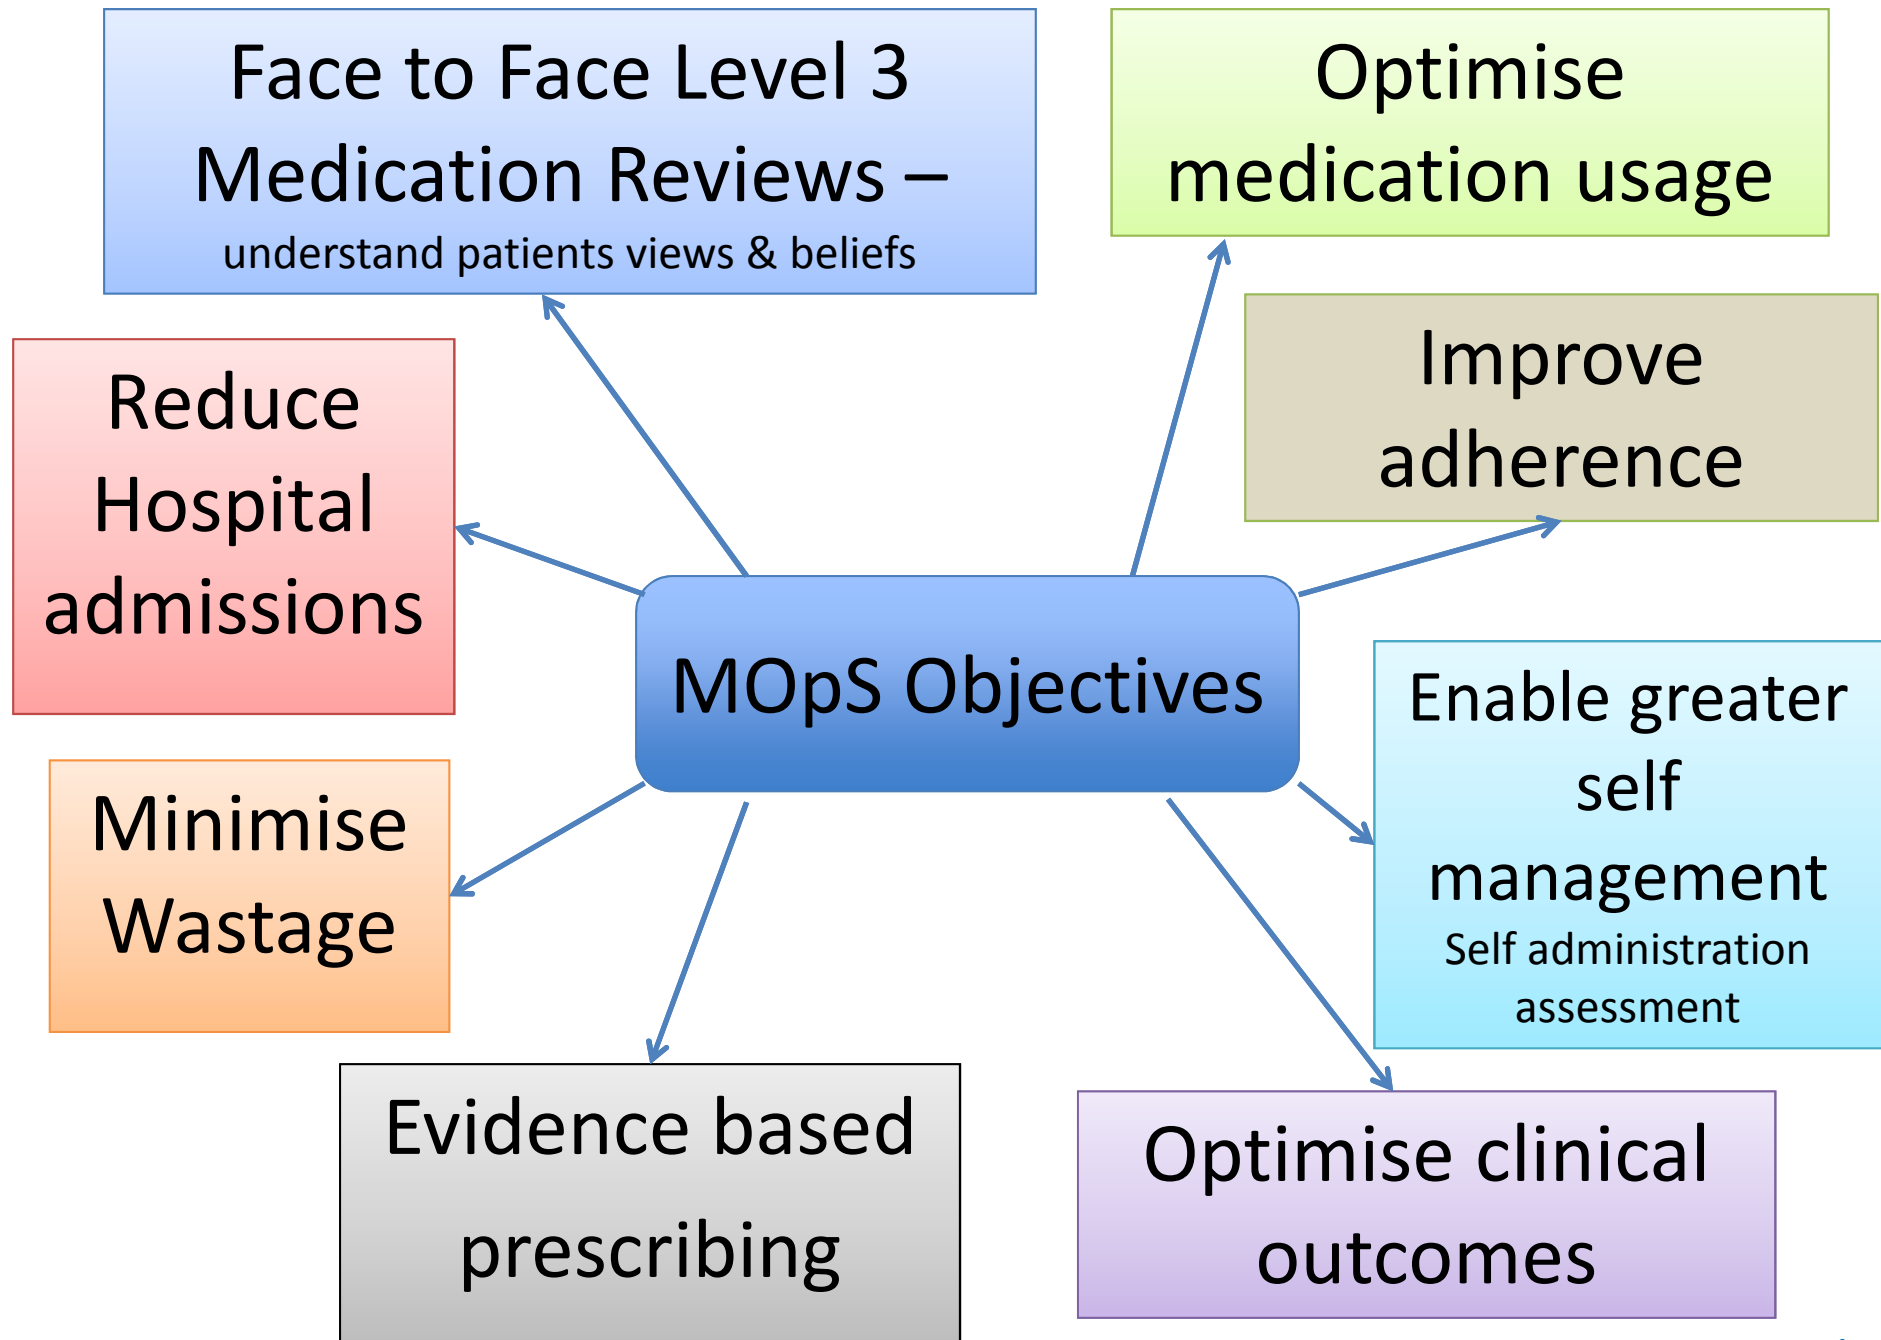 Face to Face Level 3
Medication Reviews –
understand patients views & beliefs
Optimise
medication usage
Improve
adherence
Reduce
Hospital
admissions
MOpS Objectives
Enable greater
self
management
Self administration
assessment
Minimise
Wastage
Evidence based
prescribing
Optimise clinical
outcomes